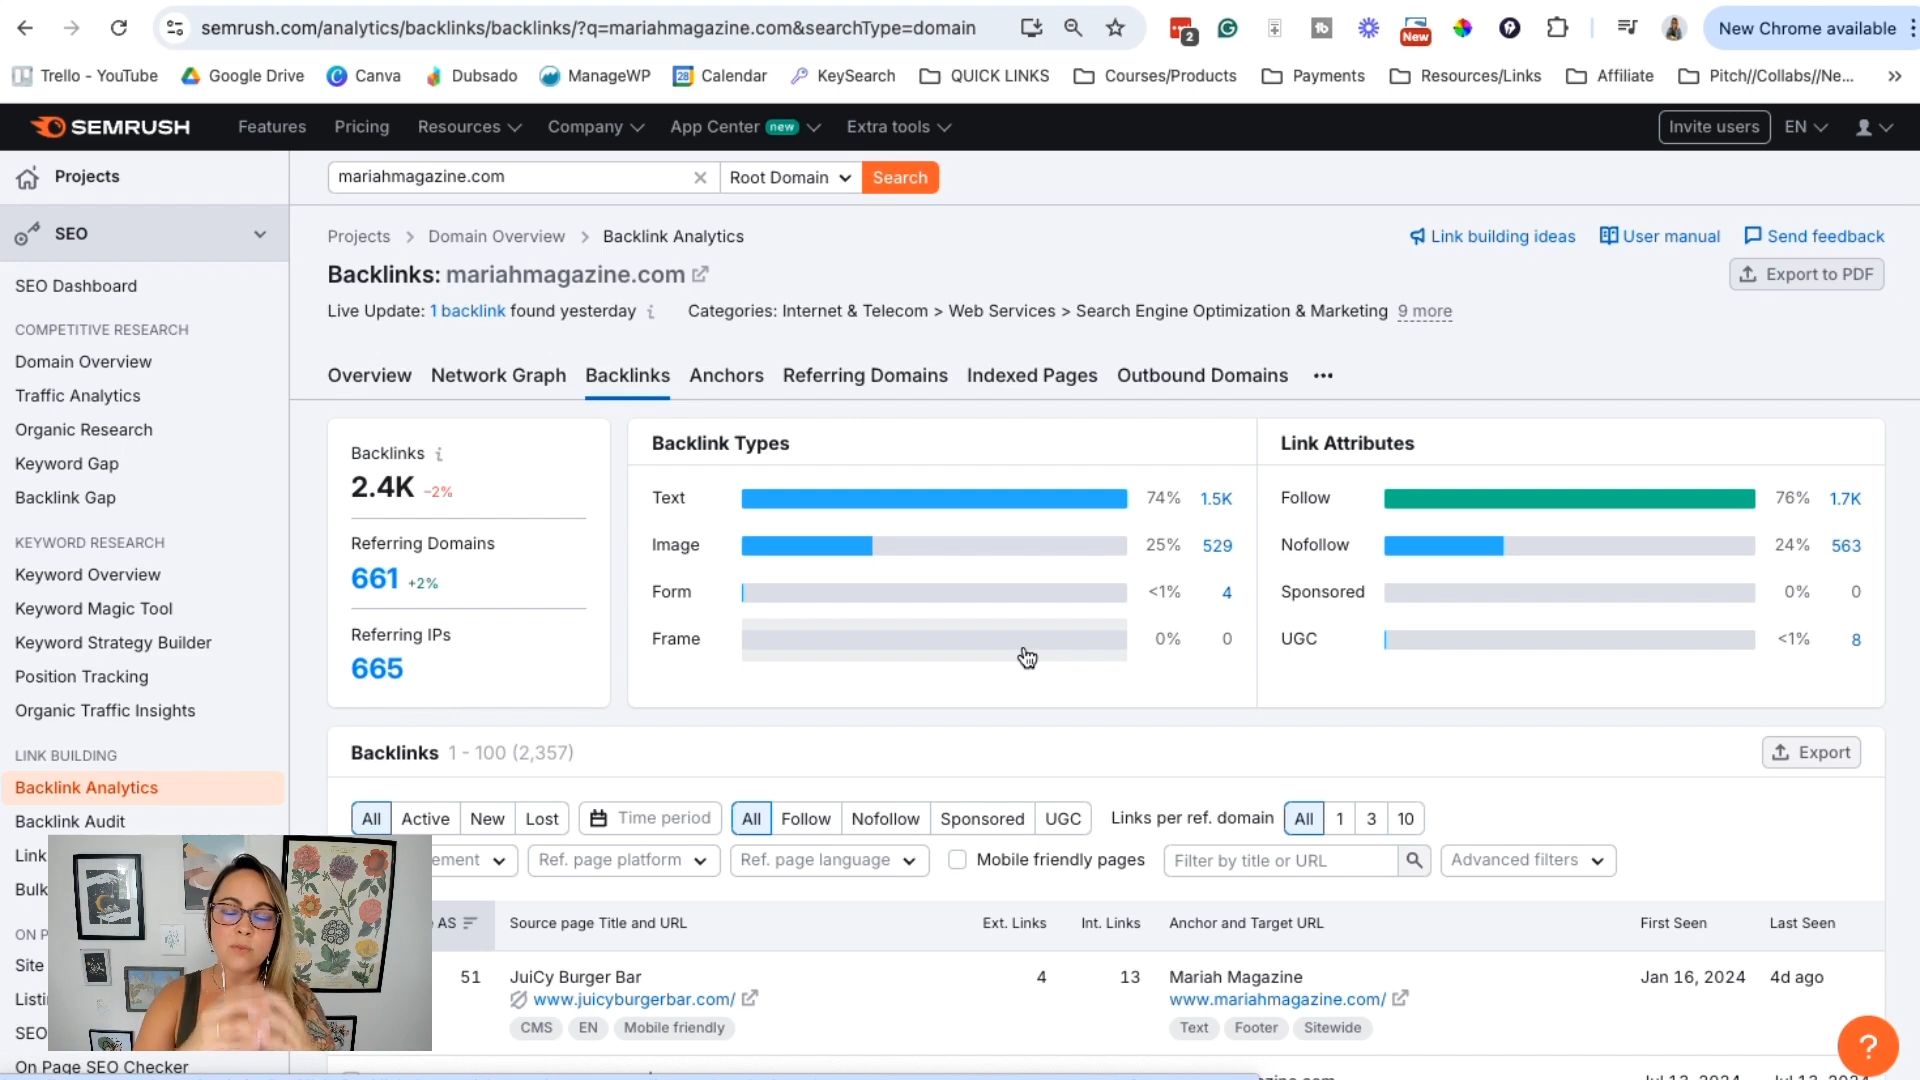 semrush.com/analytics/backlinks/backlinks/?q=mariahmagazine.com&searchType=domain
2
New
New Chrome available
Trello - YouTube
Google Drive
Canva
Dubsado
ManageWP
28
Calendar
KeySearch
QUICK LINKS
Courses/Products
Payments
Resources/Links
Affiliate
Pitch//Collabs//Ne...
SEMRUSH
Features
Pricing
Resources
Company
App Center new
Extra tools
Invite users
EN
Projects
mariahmagazine.com
Root Domain
Search
SEO
Projects > Domain Overview > Backlink Analytics
Link building ideas
User manual
Send feedback
Backlinks: mariahmagazine.com
Export to PDF
Live Update: 1 backlink found yesterday
Categories: Internet & Telecom > Web Services > Search Engine Optimization & Marketing 9 more
Overview
Network Graph
Backlinks
Anchors
Referring Domains
Indexed Pages
Outbound Domains
SEO Dashboard
COMPETITIVE RESEARCH
Domain Overview
Traffic Analytics
Organic Research
Keyword Gap
Backlink Gap
KEYWORD RESEARCH
Keyword Overview
Keyword Magic Tool
Keyword Strategy Builder
Position Tracking
Organic Traffic Insights
LINK BUILDING
Backlink Analytics
Backlink Audit
Link
Bulk
ON P
Site
Listi
SEO
On Page SEO Checker
Backlinks
2.4K -2%
Referring Domains
661 +2%
Referring IPs
665
Backlink Types
Text 74% 1.5K
Image 25% 529
Form <1% 4
Frame 0% 0
Link Attributes
Follow 76% 1.7K
Nofollow 24% 563
Sponsored 0% 0
UGC <1% 8
Backlinks 1 - 100 (2,357)
Export
All Active New Lost
Time period
All Follow Nofollow Sponsored UGC
Links per ref. domain All 1 3 10
ement
Ref. page platform
Ref. page language
Mobile friendly pages
Filter by title or URL
Advanced filters
AS
Source page Title and URL
Ext. Links
Int. Links
Anchor and Target URL
First Seen
Last Seen
51
JuiCy Burger Bar
www.juicyburgerbar.com/
CMS EN Mobile friendly
4
13
Mariah Magazine
www.mariahmagazine.com/
Text Footer Sitewide
Jan 16, 2024
4d ago
?